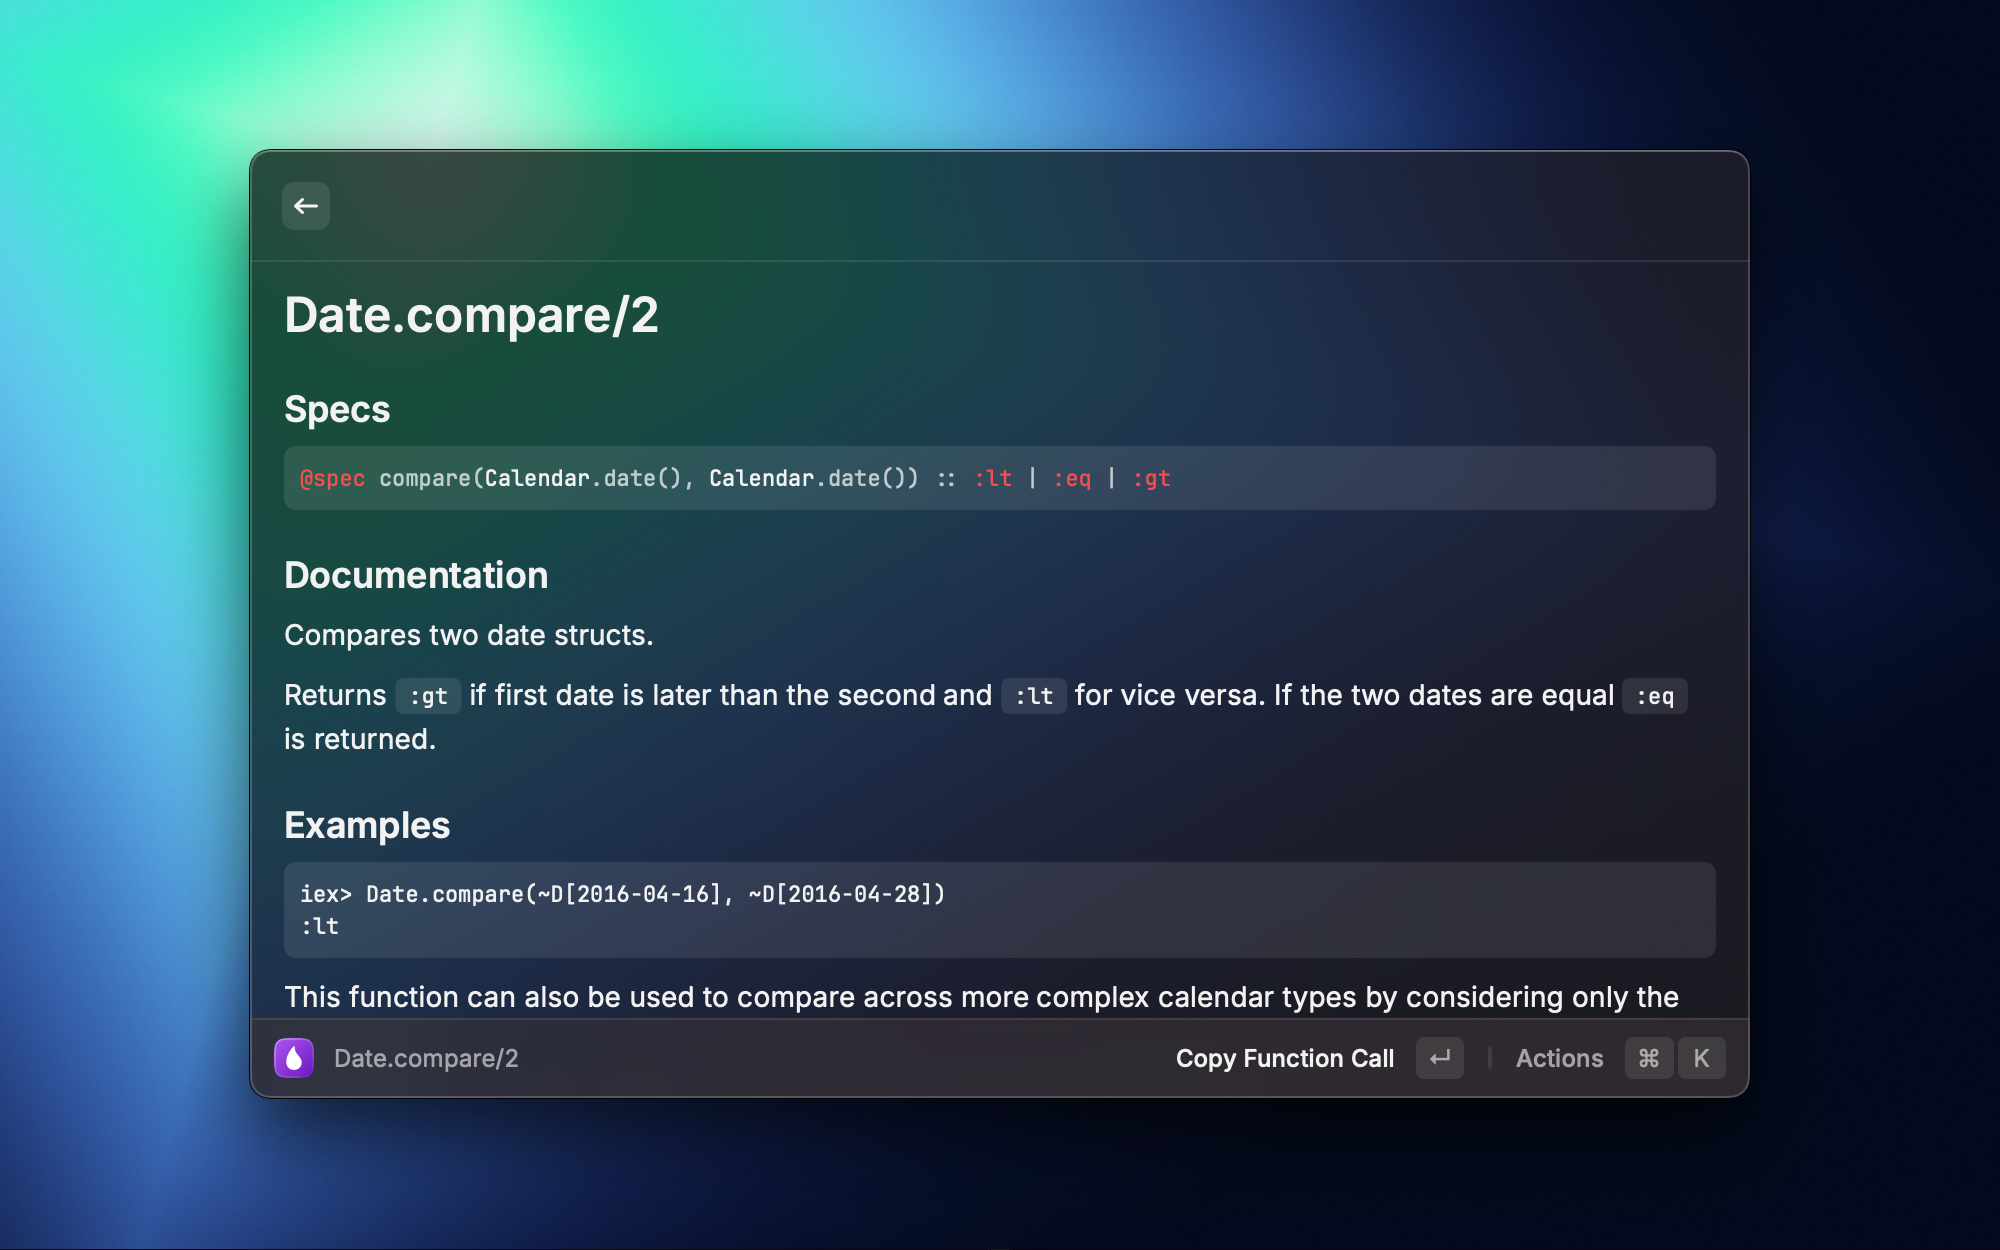 Date.compare/2
Specs
@spec compare(Calendar.date(), Calendar.date()) :: :lt | :eq | :gt
Documentation
Compares two date structs.
Returns :gt if first date is later than the second and :lt for vice versa. If the two dates are equal :eq
is returned.
Examples
iex> Date.compare(~D[2016-04-16], ~D[2016-04-28])
:lt
This function can also be used to compare across more complex calendar types by considering only the
Date.compare/2 Copy Function Call ↵ | Actions ⌘ K